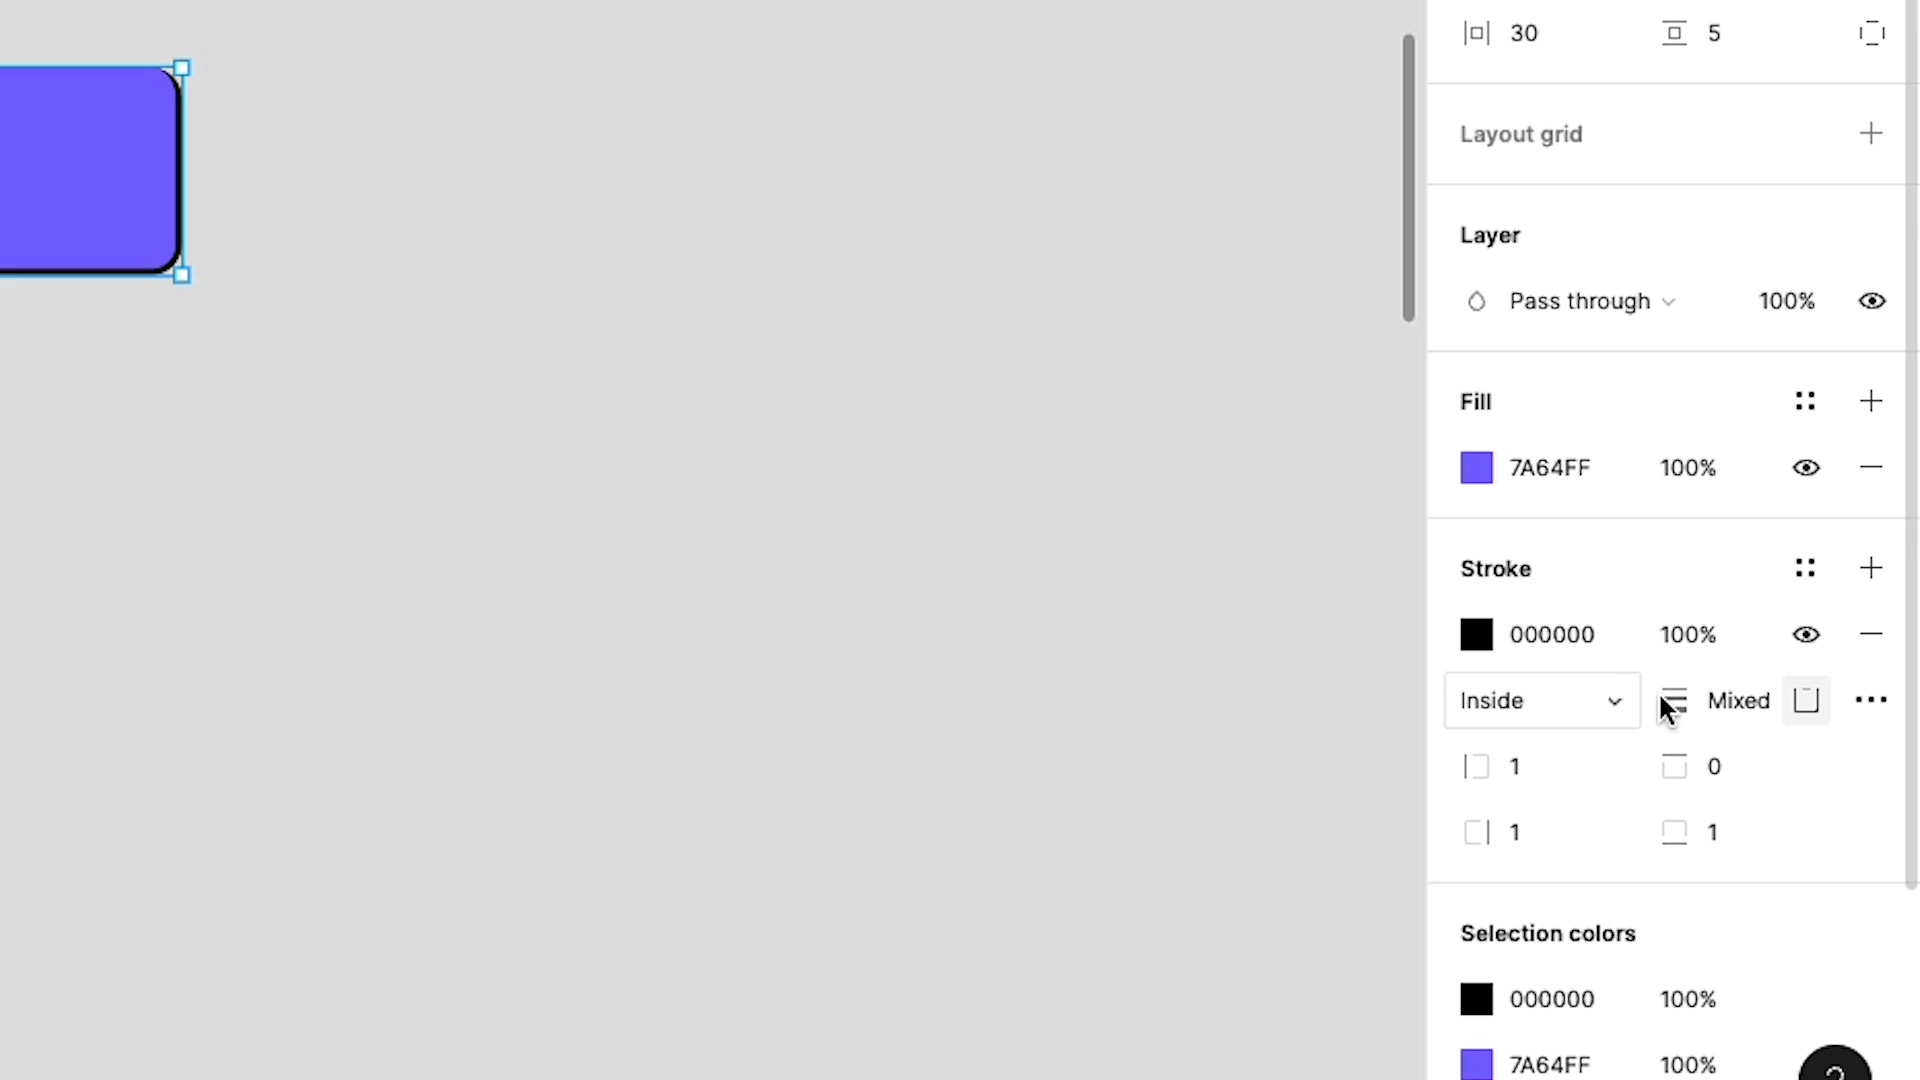 30 5
Layout grid
Layer
Pass through 100%
Fill
7A64FF 100%
Stroke
000000 100%
Inside Mixed
1 0
1 1
Selection colors
000000 100%
7A64FF 100%
?